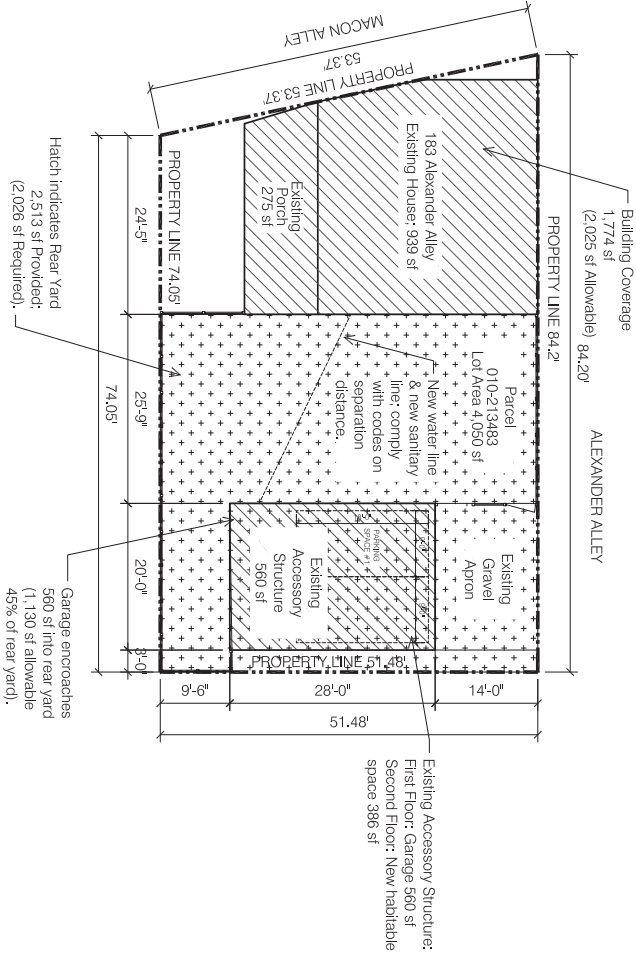 MACON ALLEY
53.37'
PROPERTY LINE 53.37'
Building Coverage
1,774 sf
(2,025 sf Allowable)
84.20'
ALEXANDER ALLEY
PROPERTY LINE 84.2'
183 Alexander Alley
Existing House: 939 sf
Existing
Porch
275 sf
PROPERTY LINE 74.05'
24'-5"
25'-9"
20'-0"
3'-0"
74.05'
Hatch indicates Rear Yard
2,513 sf Provided;
(2,026 sf Required).
Parcel
010-213483
Lot Area 4,050 sf
New water line
& new sanitary
line; comply
with codes on
separation
distance.
Existing
Gravel
Apron
PARKING
SPACE #1
Existing
Accessory
Structure
560 sf
PROPERTY LINE 51.48'
9'-6"
28'-0"
14'-0"
51.48'
Garage encroaches
560 sf into rear yard
(1,130 sf allowable
45% of rear yard).
Existing Accessory Structure:
First Floor: Garage 560 sf
Second Floor: New habitable
space 386 sf